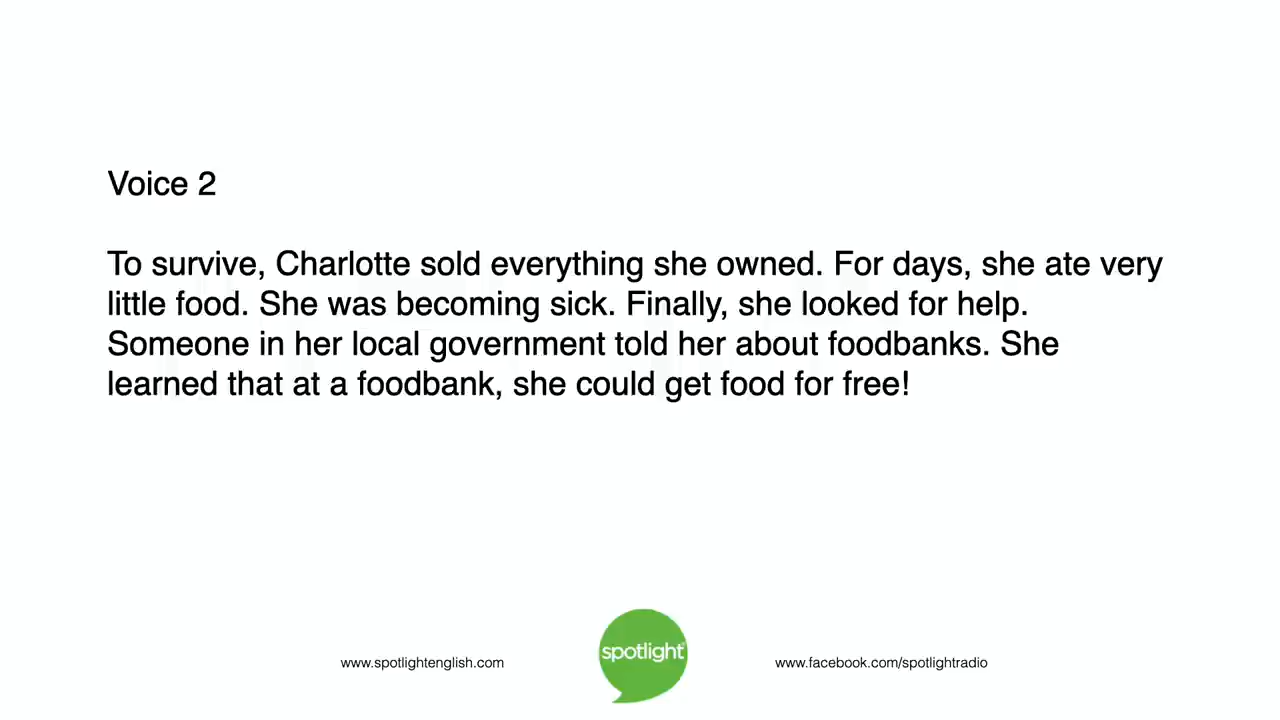 Voice 2
To survive, Charlotte sold everything she owned. For days, she ate very
little food. She was becoming sick. Finally, she looked for help.
Someone in her local government told her about foodbanks. She
learned that at a foodbank, she could get food for free!
www.spotlightenglish.com
spotlight
www.facebook.com/spotlightradio